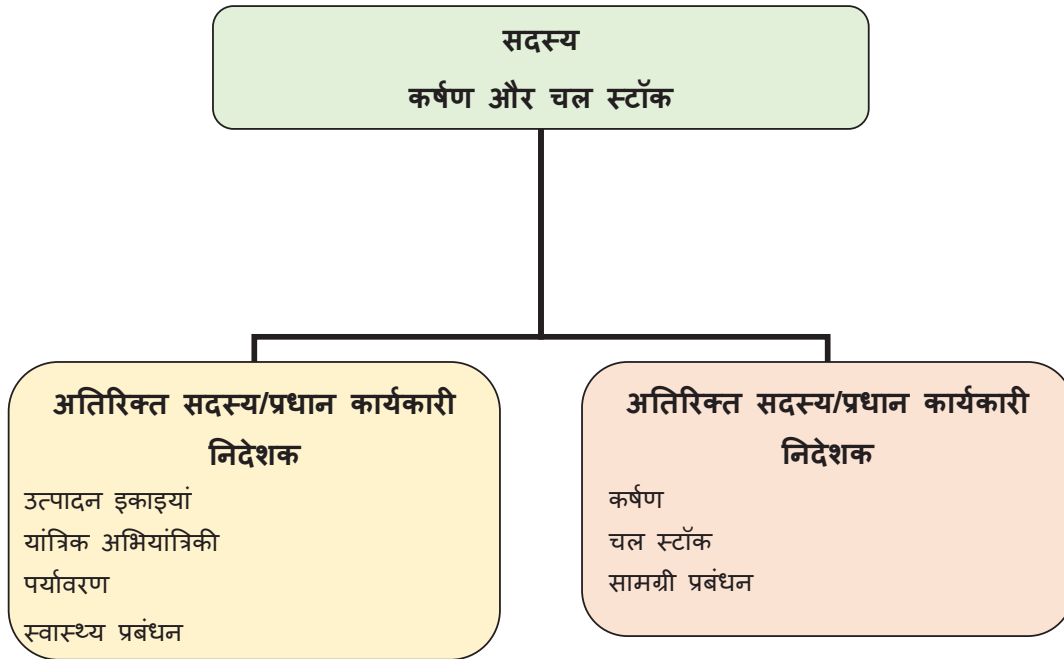 सदस्य
कर्षण और चल स्टॉक
अतिरिक्त सदस्य/प्रधान कार्यकारी
निदेशक
उत्पादन इकाइयां
यांत्रिक अभियांत्रिकी
पर्यावरण
स्वास्थ्य प्रबंधन
अतिरिक्त सदस्य/प्रधान कार्यकारी
निदेशक
कर्षण
चल स्टॉक
सामग्री प्रबंधन